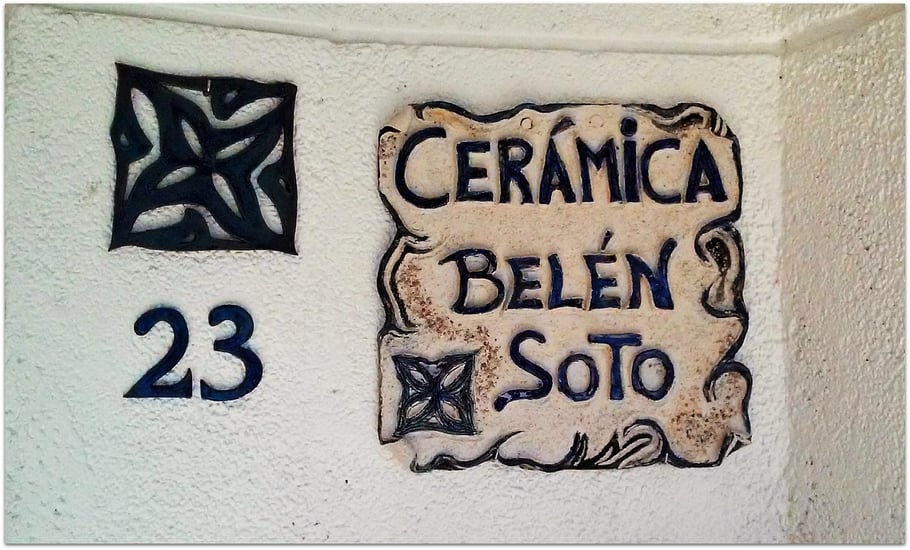 23
CERÁMiCA
BELÉN
SoTo